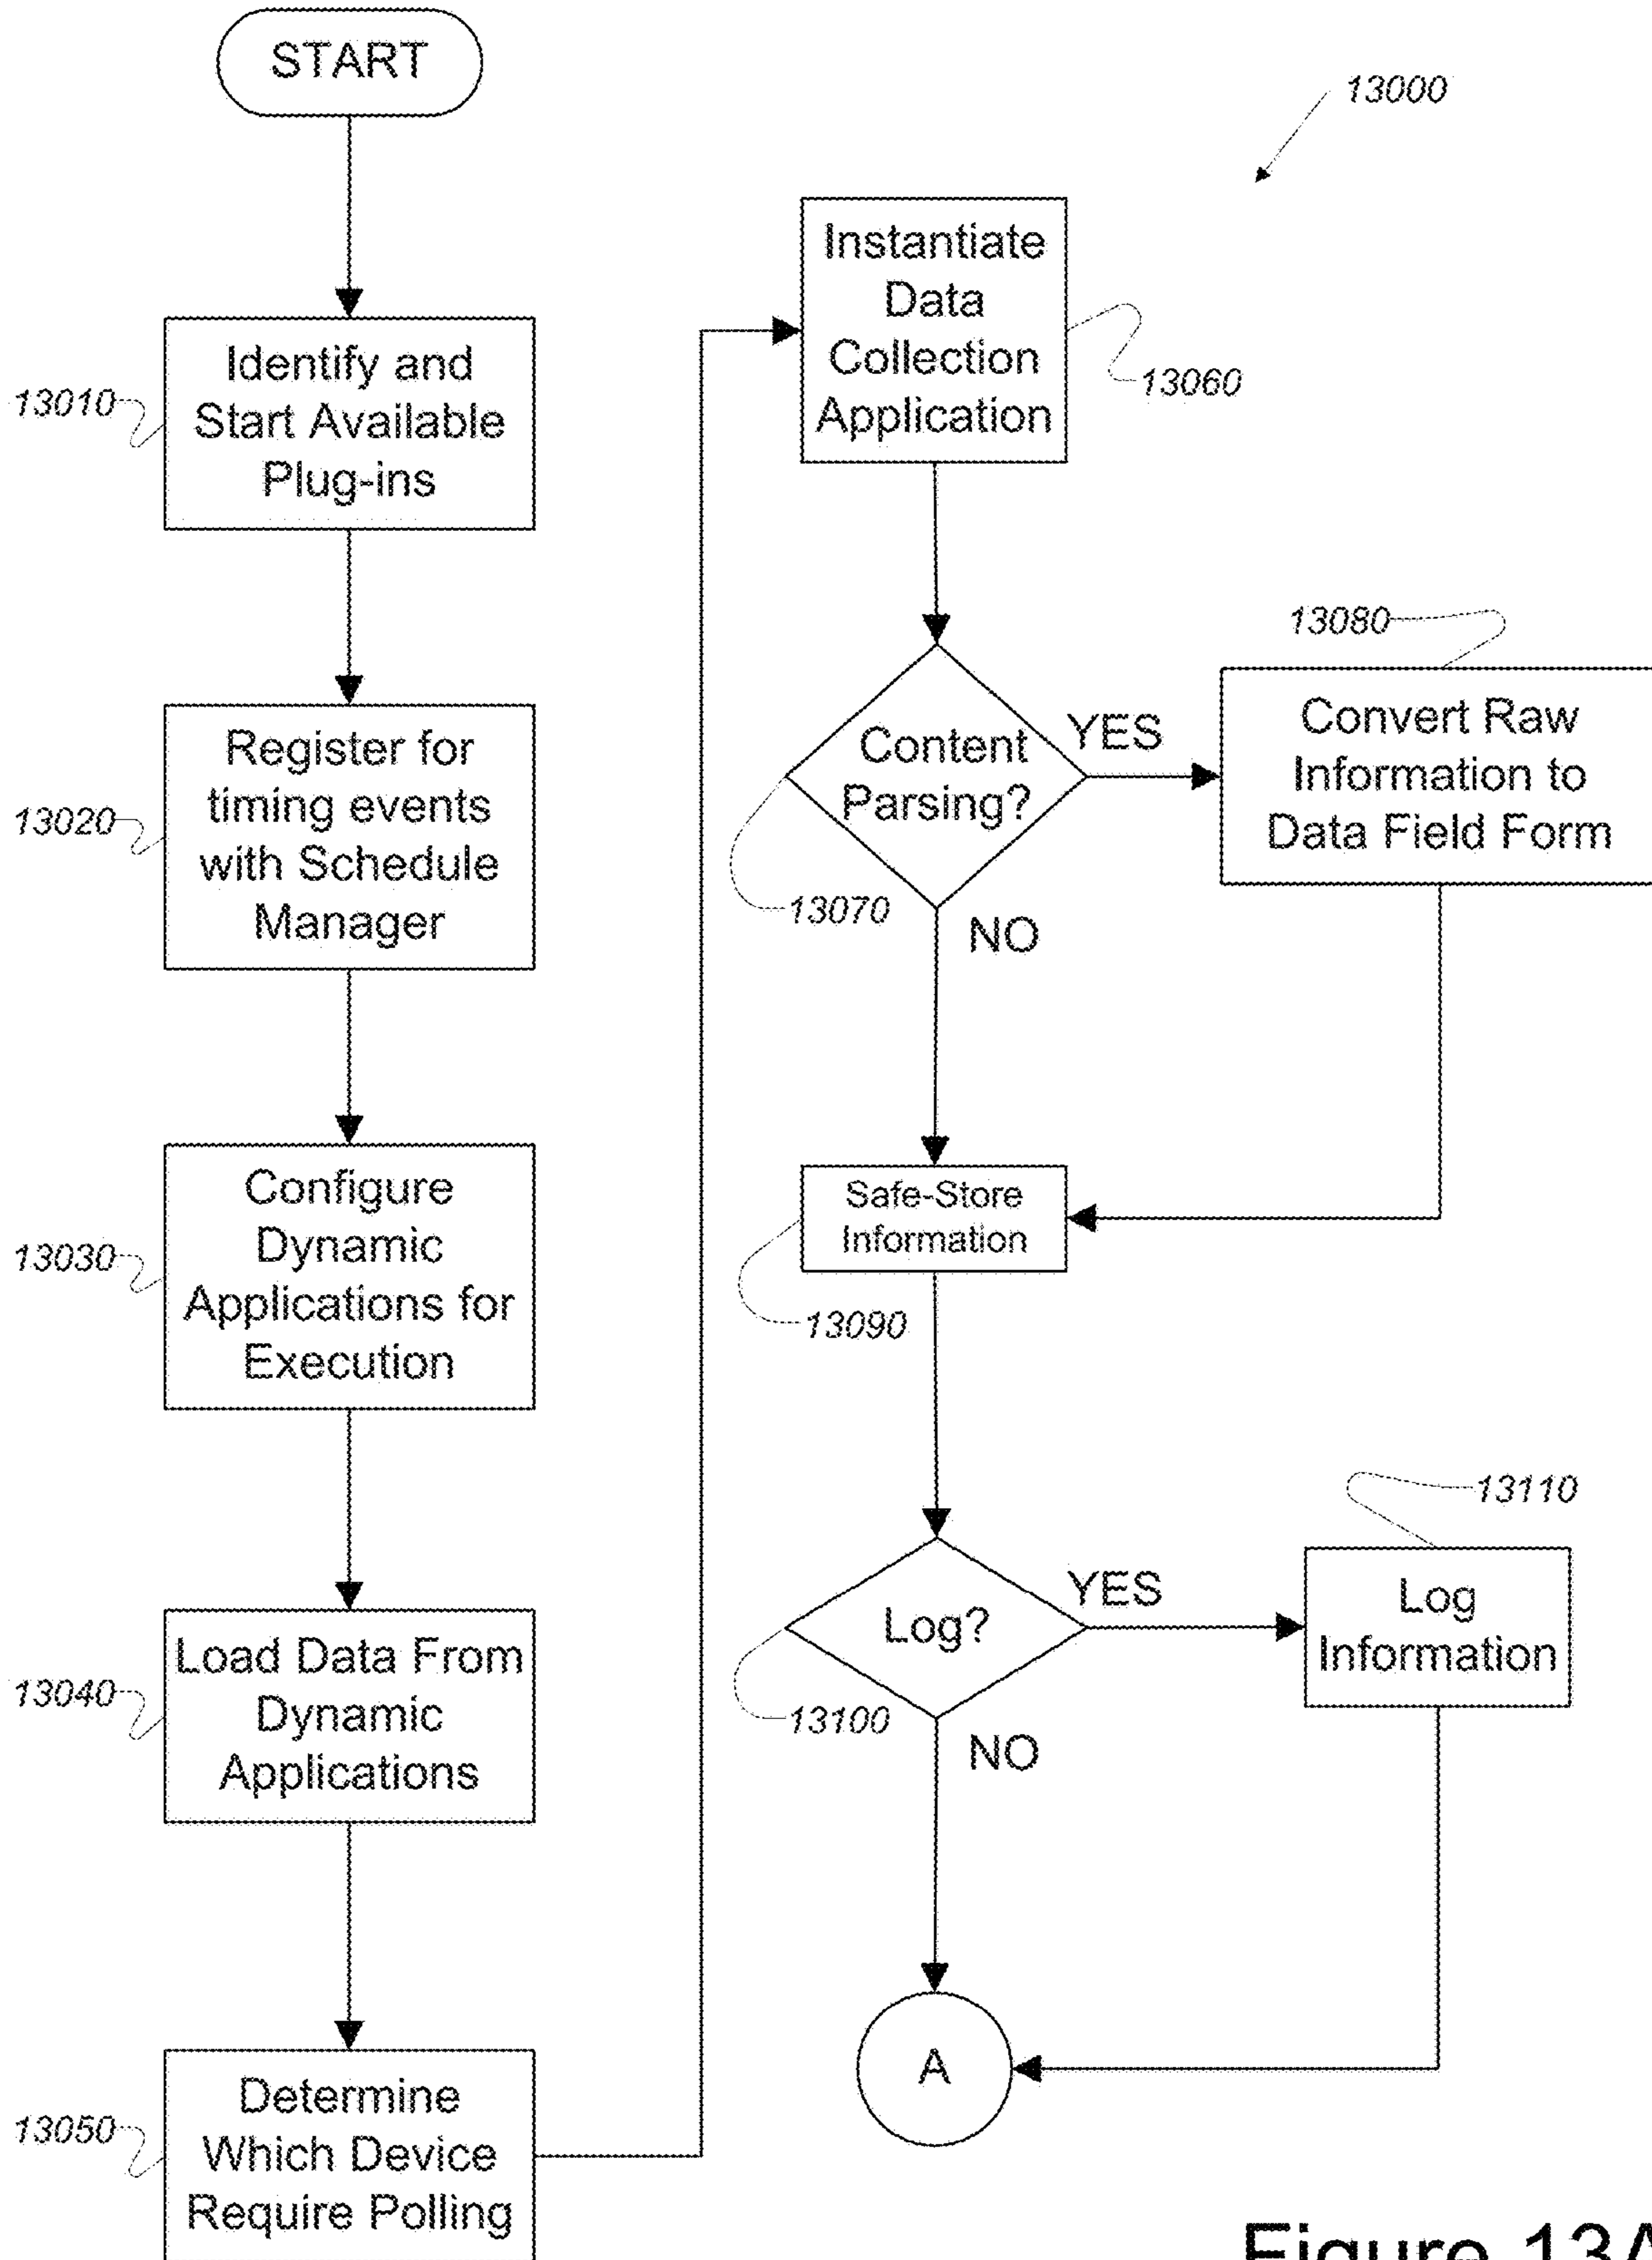 START
13010
Identify and
Start Available
Plug-ins
13020
Register for
timing events
with Schedule
Manager
13030
Configure
Dynamic
Applications for
Execution
13040
Load Data From
Dynamic
Applications
13050
Determine
Which Device
Require Polling
13000
Instantiate
Data
Collection
Application
13060
Content
Parsing?
13070
YES
NO
13080
Convert Raw
Information to
Data Field Form
Safe-Store
Information
13090
Log?
13100
YES
NO
13110
Log
Information
A
Figure 13A